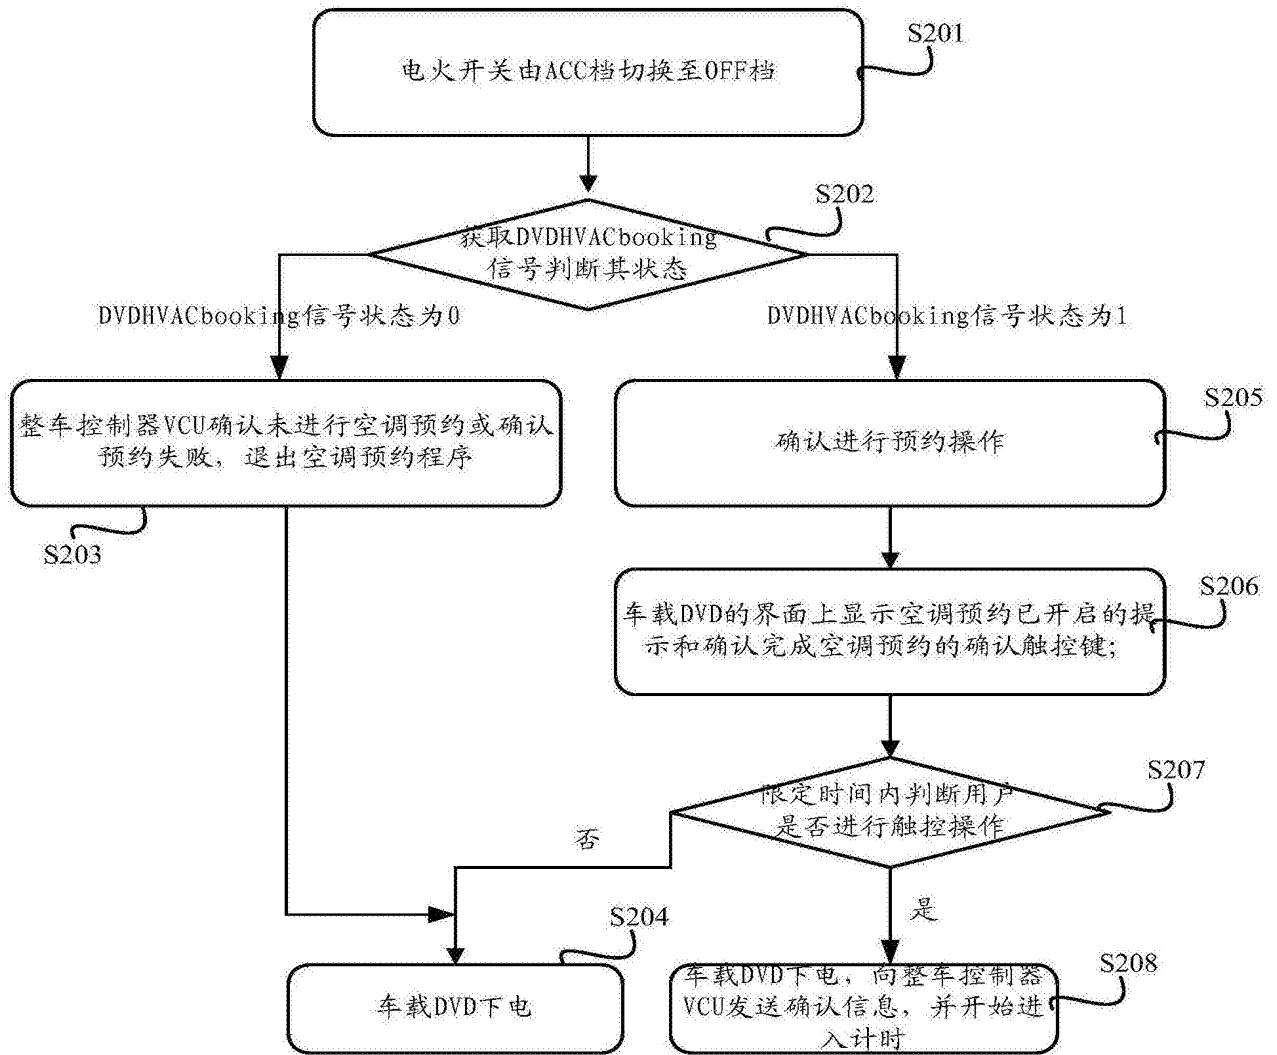 S201
电火开关由ACC档切换至OFF档
S202
获取DVDHVACbooking
信号判断其状态
DVDHVACbooking信号状态为0
DVDHVACbooking信号状态为1
整车控制器VCU确认未进行空调预约或确认
预约失败，退出空调预约程序
S203
S205
确认进行预约操作
S206
车载DVD的界面上显示空调预约已开启的提
示和确认完成空调预约的确认触控键；
S207
限定时间内判断用户
是否进行触控操作
否
是
S204
车载DVD下电
S208
车载DVD下电，向整车控制器
VCU发送确认信息，并开始进
入计时